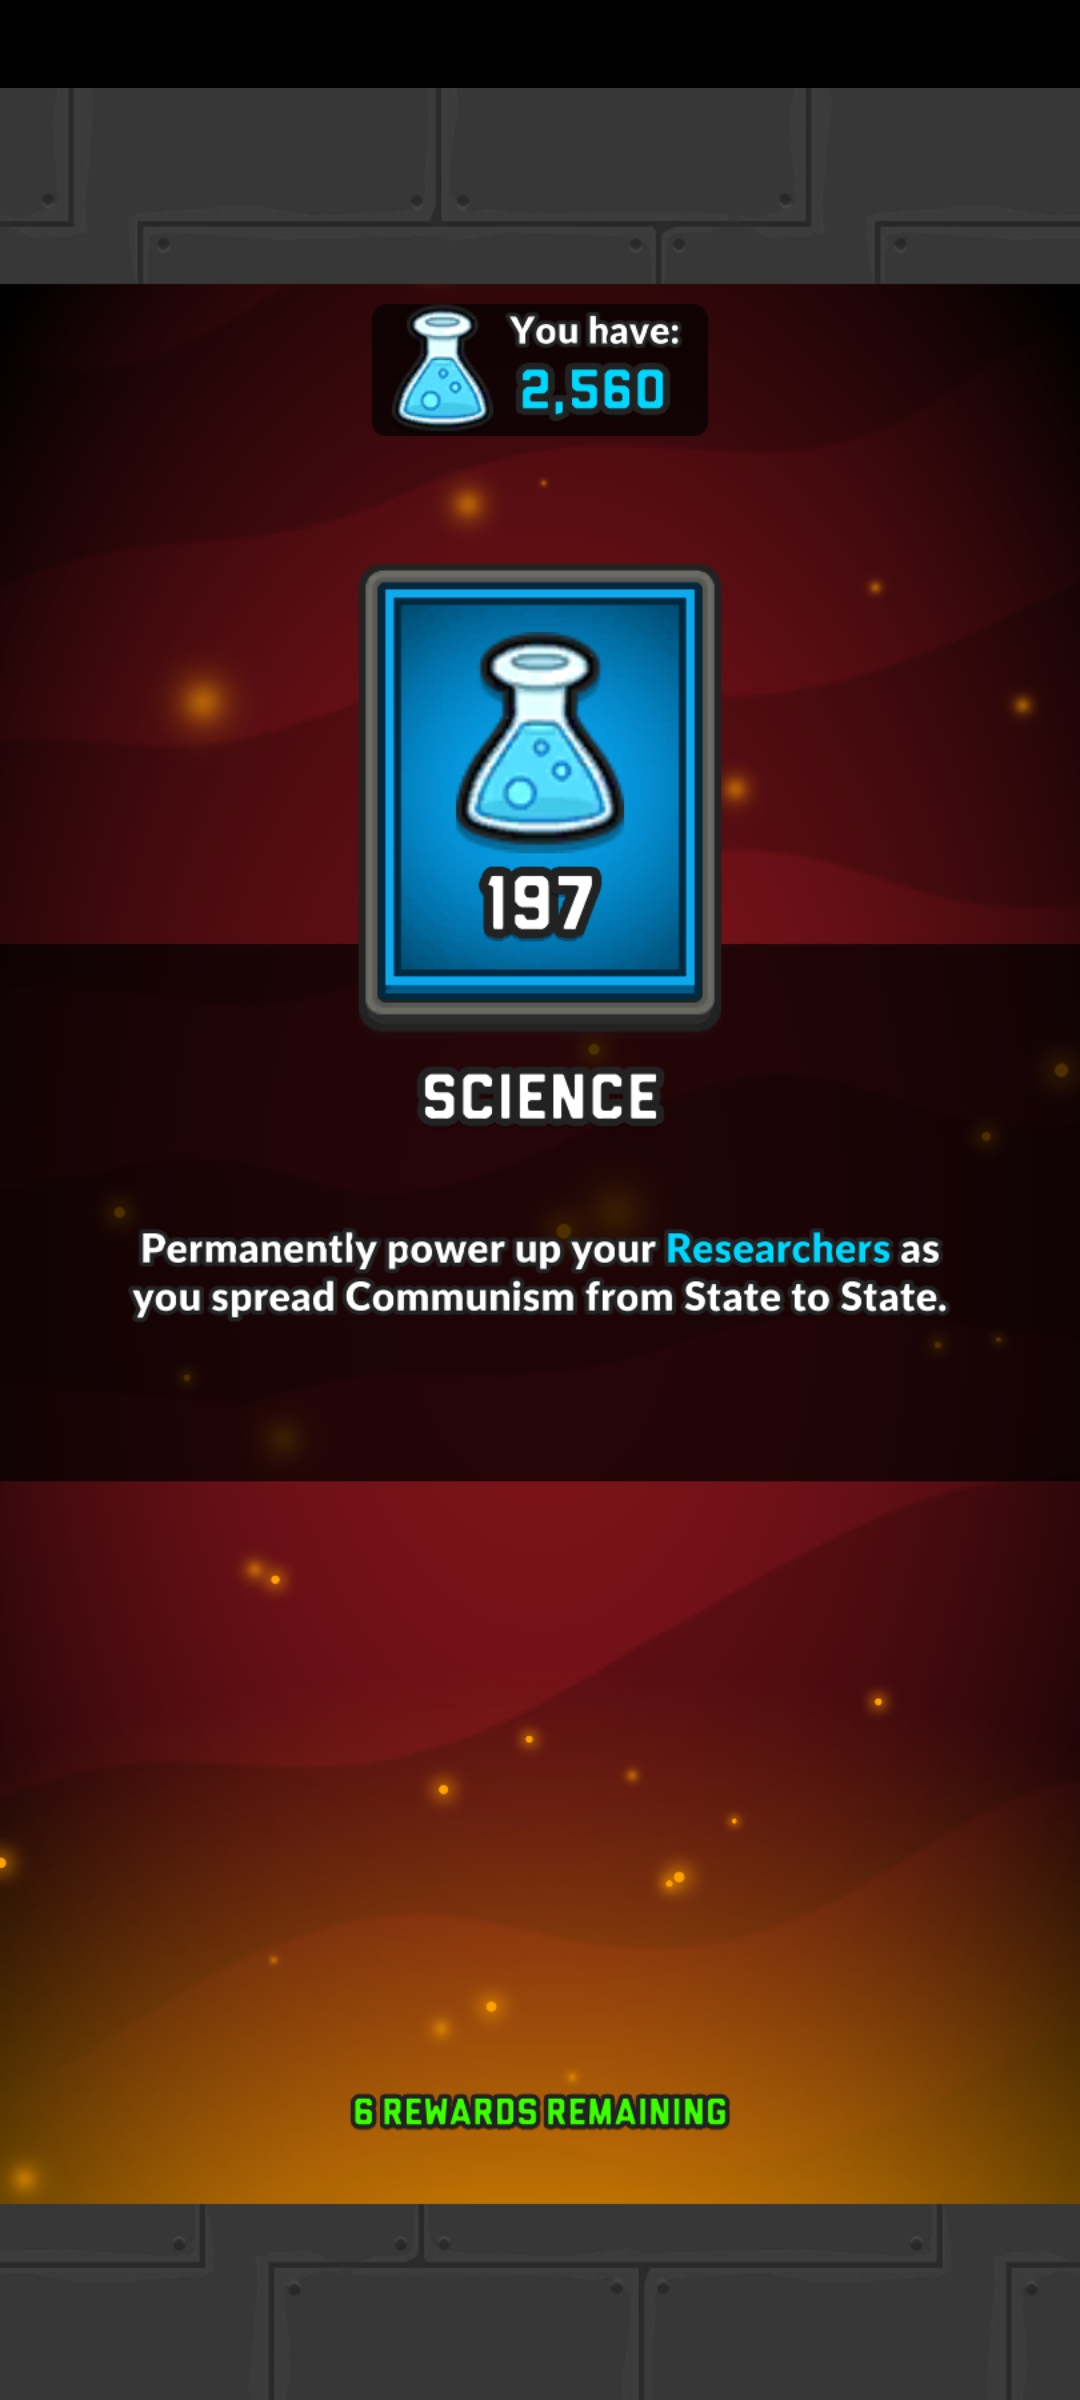 You have:
2,560
197
SCIENCE
Permanently power up your Researchers as
you spread Communism from State to State.
6 REWARDS REMAINING